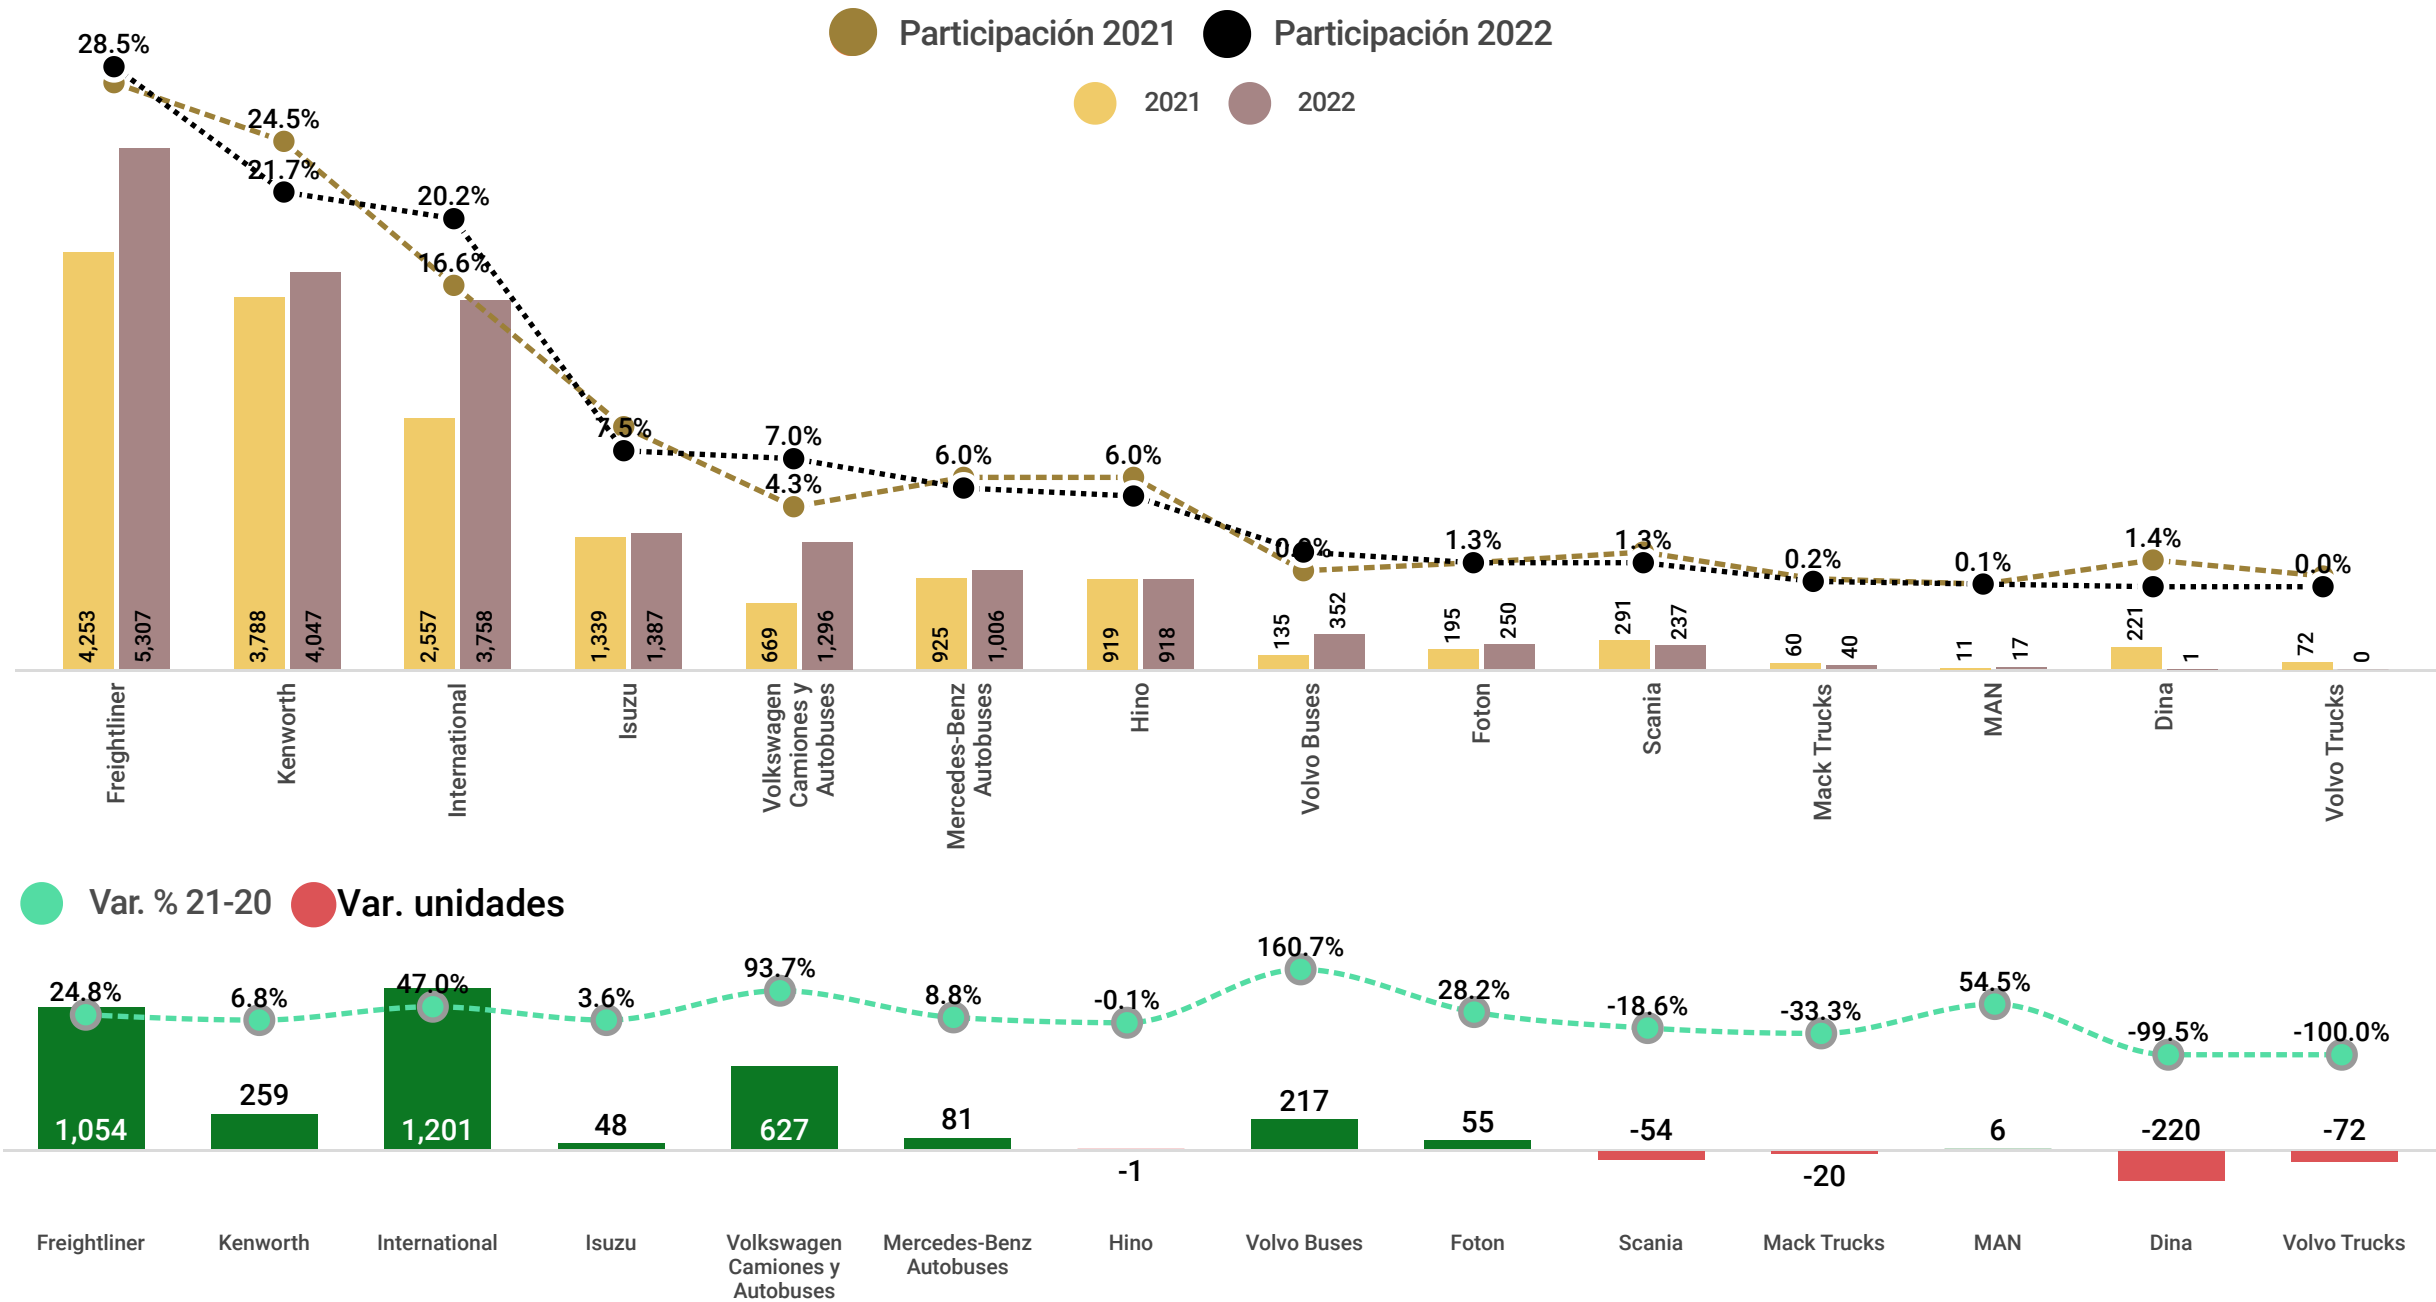 Participación 2021
Participación 2022
2021
2022
28.5%
24.5%
21.7%
20.2%
16.6%
7.5%
7.0%
4.3%
6.0%
6.0%
0.9%
1.3%
1.3%
0.2%
0.1%
1.4%
0.0%
4,253
5,307
3,788
4,047
2,557
3,758
1,339
1,387
669
1,296
925
1,006
919
918
135
352
195
250
291
237
60
40
11
17
221
1
72
0
Freightliner
Kenworth
International
Isuzu
Volkswagen
Camiones y
Autobuses
Mercedes-Benz
Autobuses
Hino
Volvo Buses
Foton
Scania
Mack Trucks
MAN
Dina
Volvo Trucks
Var. % 21-20
Var. unidades
24.8%
6.8%
47.0%
3.6%
93.7%
8.8%
-0.1%
160.7%
28.2%
-18.6%
-33.3%
54.5%
-99.5%
-100.0%
1,054
259
1,201
48
627
81
-1
217
55
-54
-20
6
-220
-72
Freightliner
Kenworth
International
Isuzu
Volkswagen
Camiones y
Autobuses
Mercedes-Benz
Autobuses
Hino
Volvo Buses
Foton
Scania
Mack Trucks
MAN
Dina
Volvo Trucks